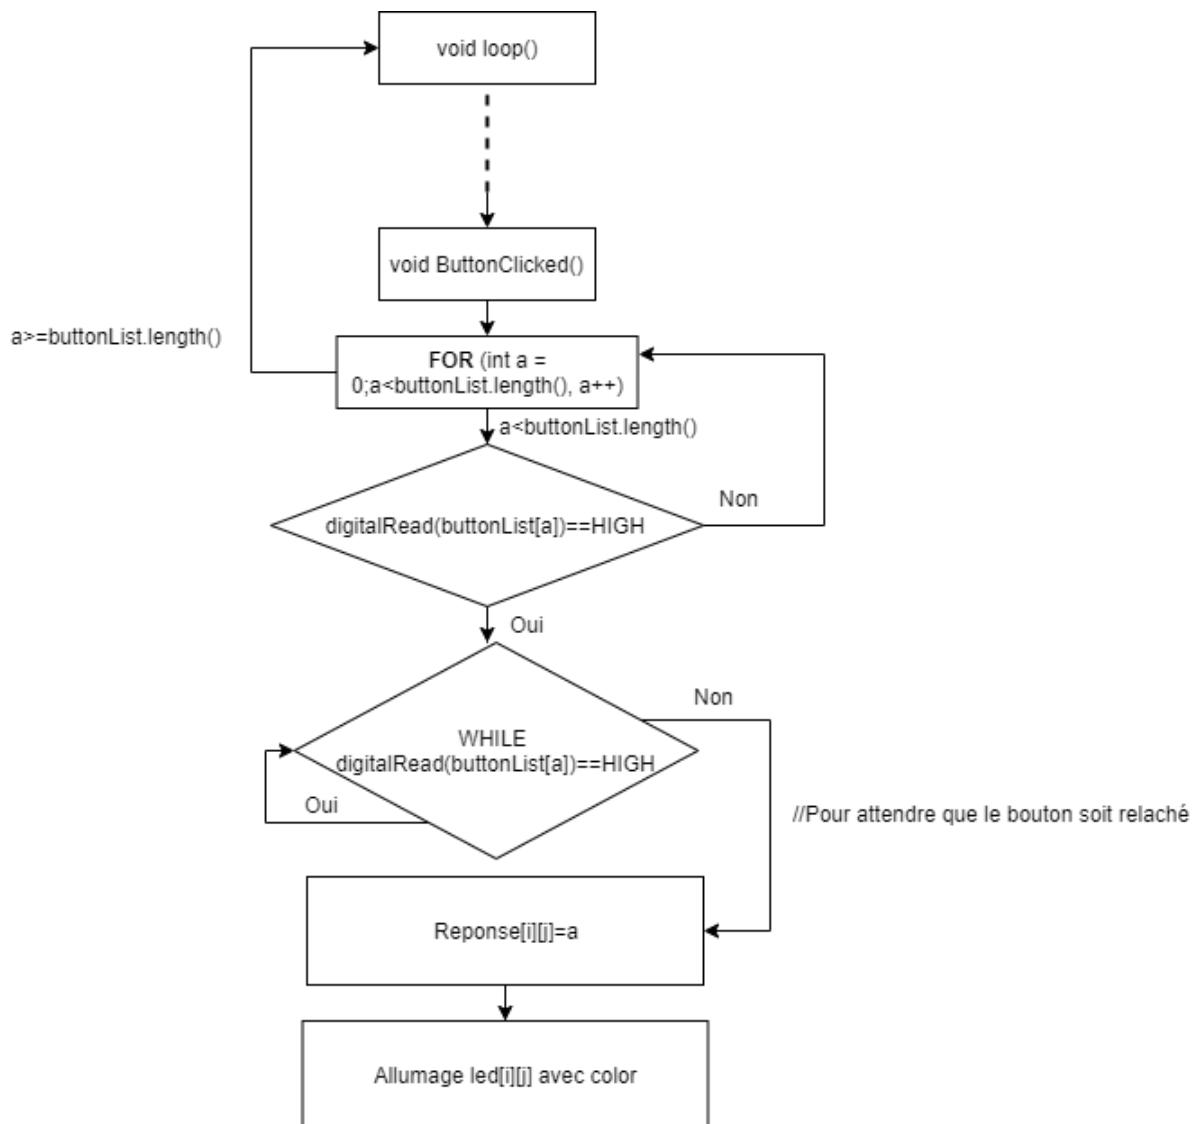 void loop()
void ButtonClicked()
a>=buttonList.length()
FOR (int a =
0;a<buttonList.length(), a++)
a<buttonList.length()
Non
digitalRead(buttonList[a])==HIGH
Oui
Non
WHILE
digitalRead(buttonList[a])==HIGH
Oui
//Pour attendre que le bouton soit relaché
Reponse[i][j]=a
Allumage led[i][j] avec color